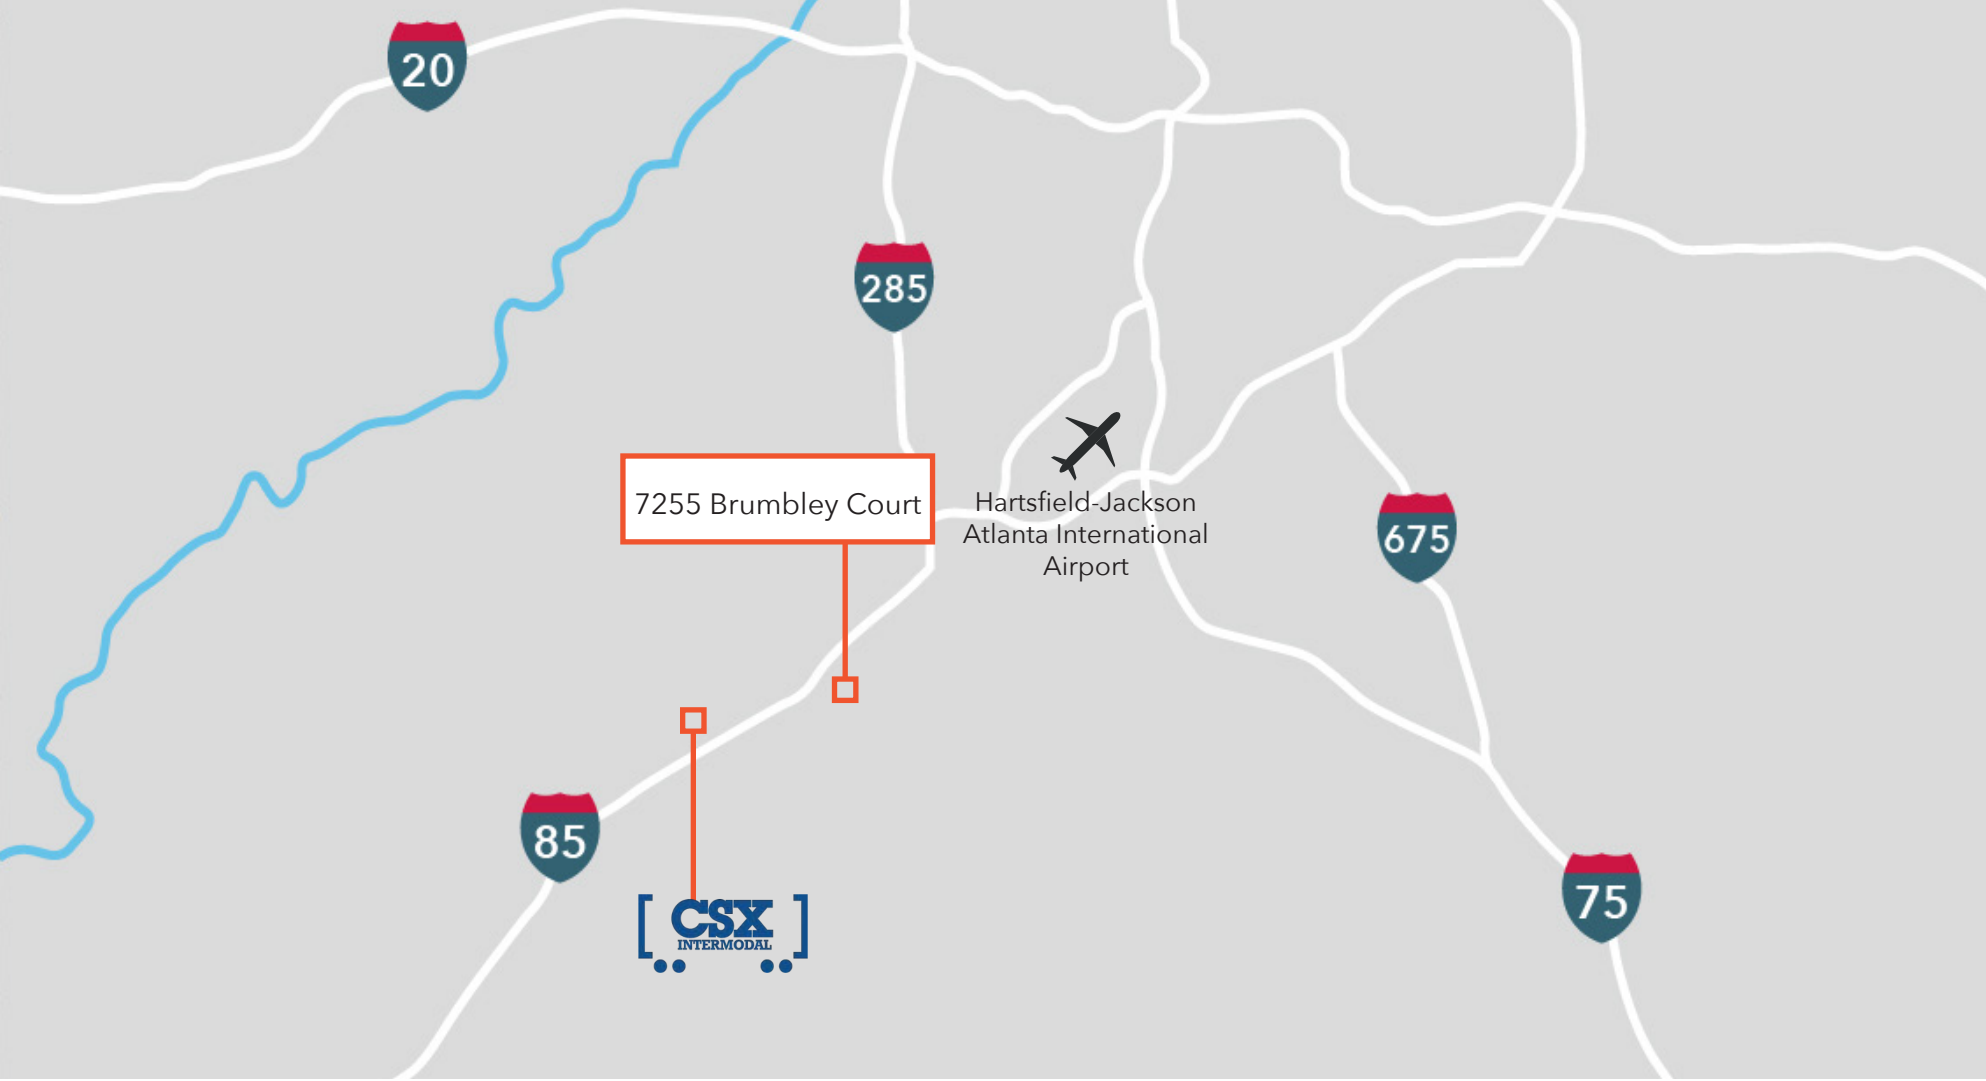 20
285
7255 Brumbley Court
Hartsfield-Jackson
Atlanta International
Airport
675
85
75
CSX
INTERMODAL